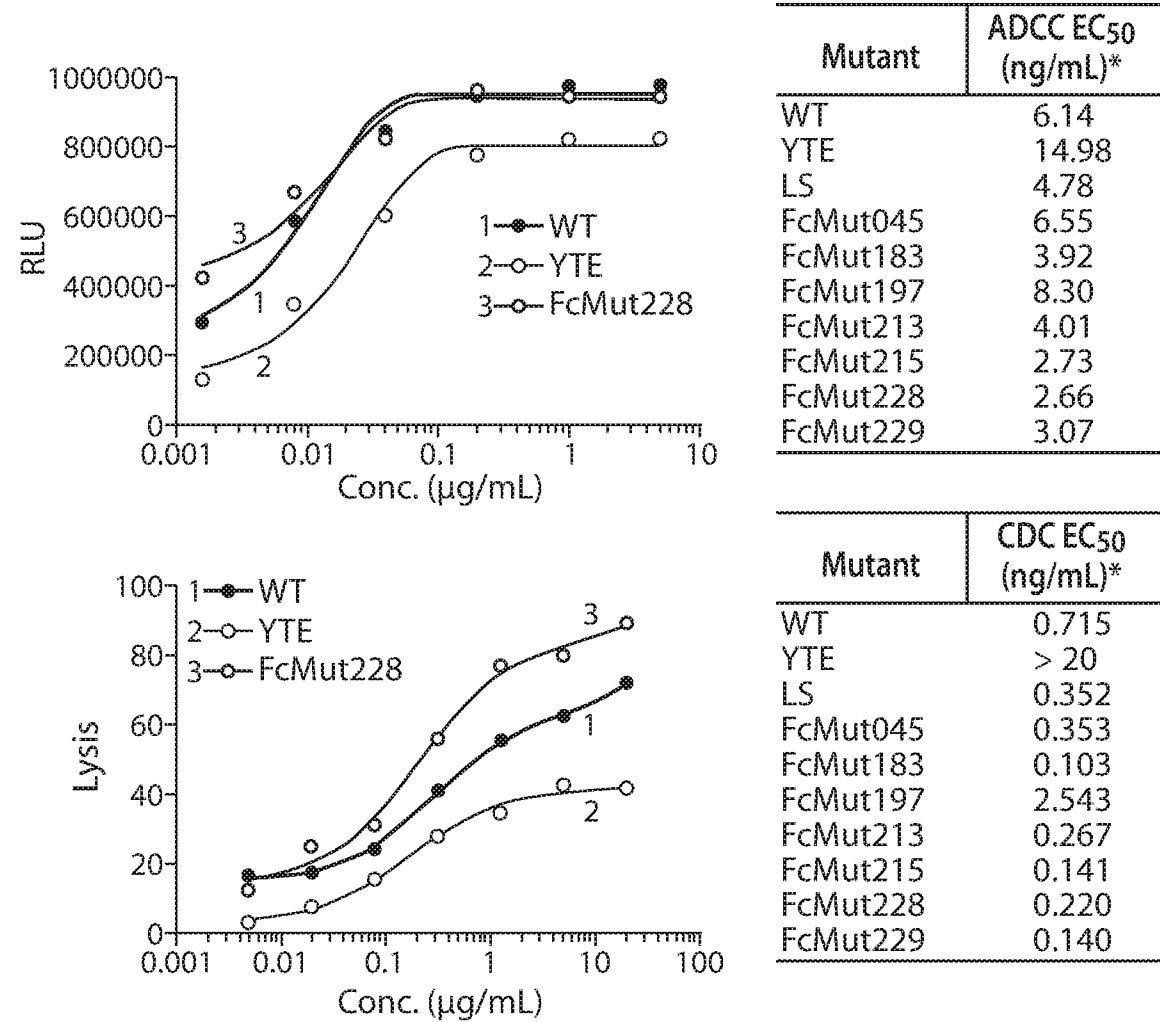 1000000
800000
600000
400000
200000
0
RLU
0.001 0.01 0.1 1 10
Conc. (μg/mL)
3
1
2
1 WT
2 YTE
3 FcMut228
Mutant ADCC EC50 (ng/mL)*
WT 6.14
YTE 14.98
LS 4.78
FcMut045 6.55
FcMut183 3.92
FcMut197 8.30
FcMut213 4.01
FcMut215 2.73
FcMut228 2.66
FcMut229 3.07
100
80
60
40
20
0
Lysis
0.001 0.01 0.1 1 10 100
Conc. (μg/mL)
1 WT
2 YTE
3 FcMut228
3
1
2
Mutant CDC EC50 (ng/mL)*
WT 0.715
YTE > 20
LS 0.352
FcMut045 0.353
FcMut183 0.103
FcMut197 2.543
FcMut213 0.267
FcMut215 0.141
FcMut228 0.220
FcMut229 0.140